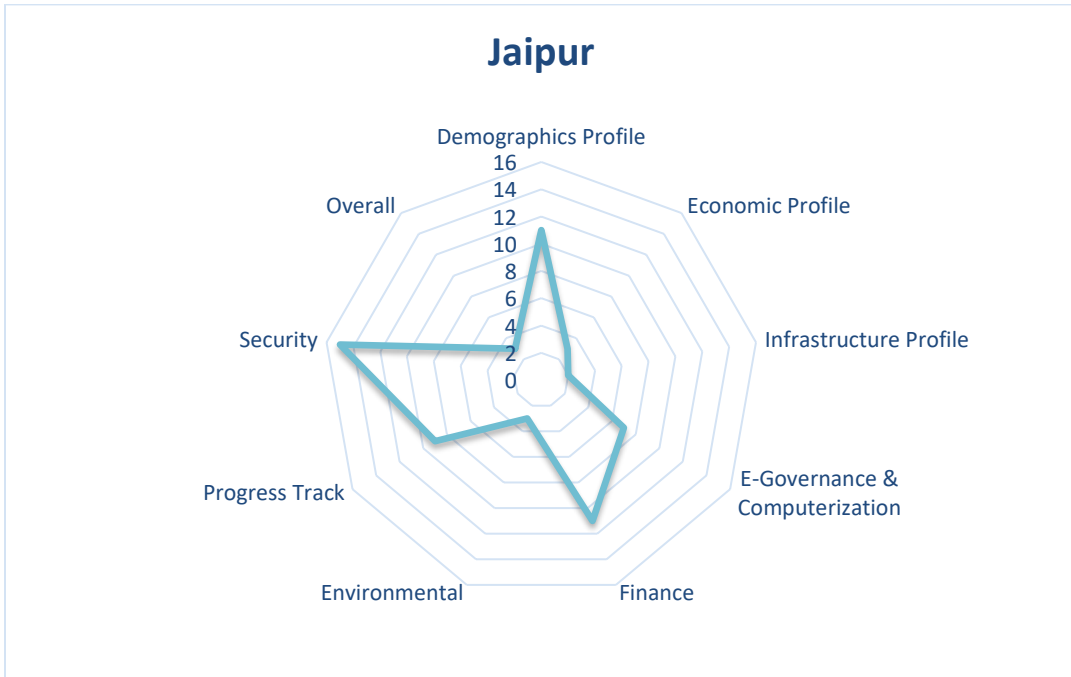 Jaipur
Demographics Profile
16
14
12
10
8
6
4
2
0
Economic Profile
Infrastructure Profile
E-Governance &
Computerization
Finance
Environmental
Progress Track
Security
Overall